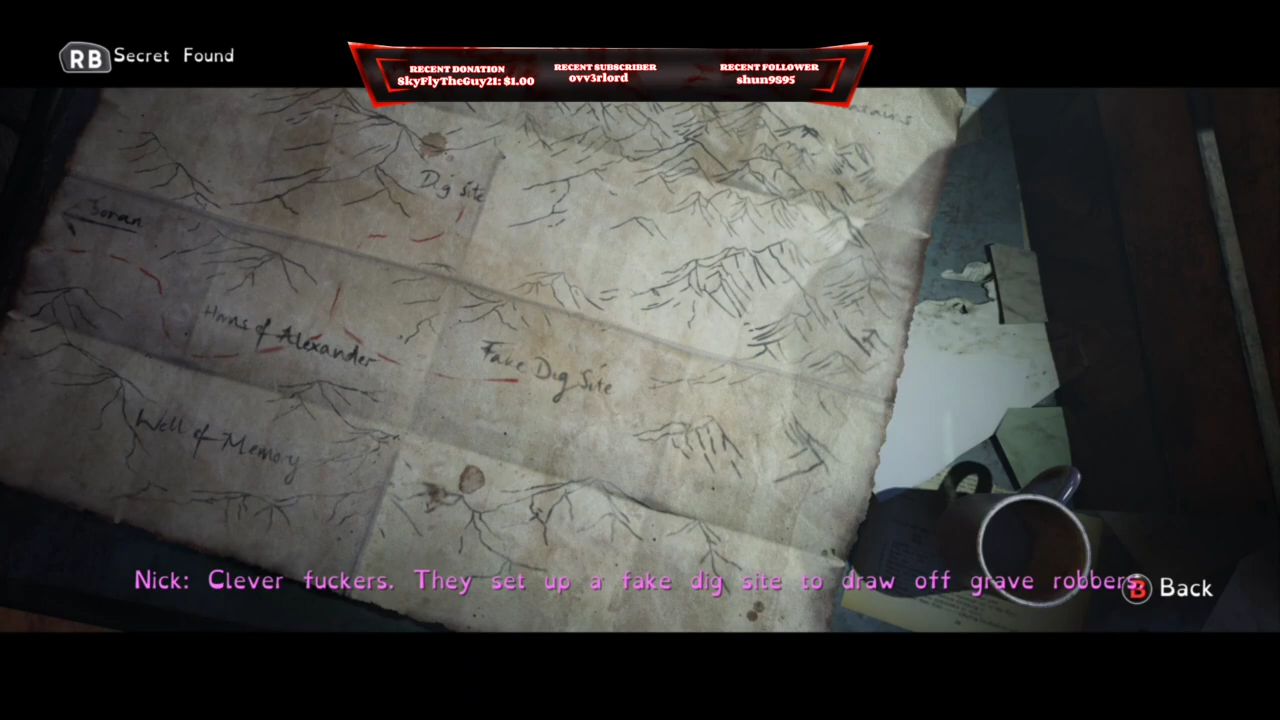 RB Secret Found
RECENT DONATION
SkyFlyTheGuy21: $1.00
RECENT SUBSCRIBER
ovv3rlord
RECENT FOLLOWER
shun9895
Dig Site
Horns of Alexander
Fake Dig Site
Well of Memory
Nick: Clever fuckers. They set up a fake dig site to draw off grave robbers.
B Back